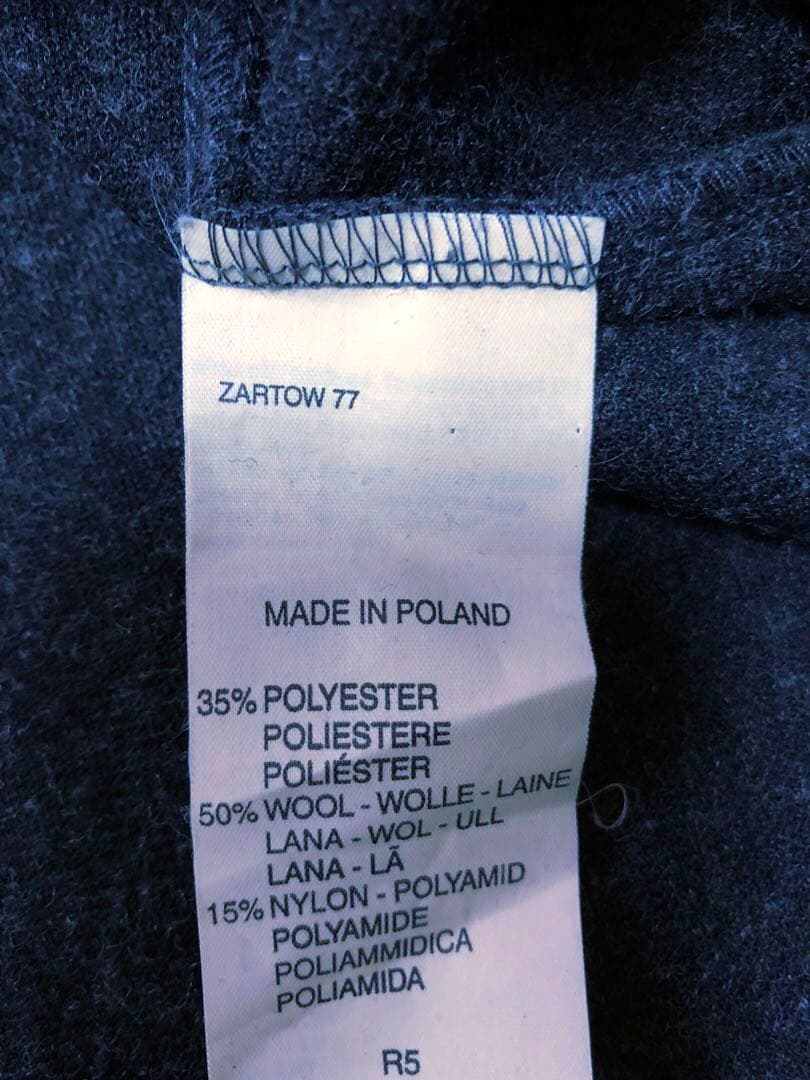 ZARTOW 77
MADE IN POLAND
35% POLYESTER
POLIESTERE
POLIÉSTER
50% WOOL - WOLLE - LAINE
LANA - WOL - ULL
LANA - LÃ
15% NYLON - POLYAMID
POLYAMIDE
POLIAMMIDICA
POLIAMIDA
R5